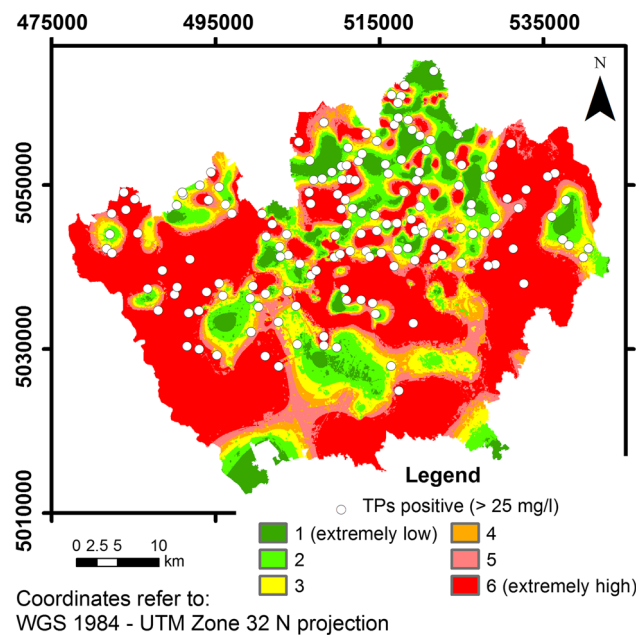 475000 495000 515000 535000
N
5050000
5030000
5010000
Legend
TPs positive (> 25 mg/l)
1 (extremely low) 4
2 5
3 6 (extremely high)
0 2.5 5 10
km
Coordinates refer to:
WGS 1984 - UTM Zone 32 N projection